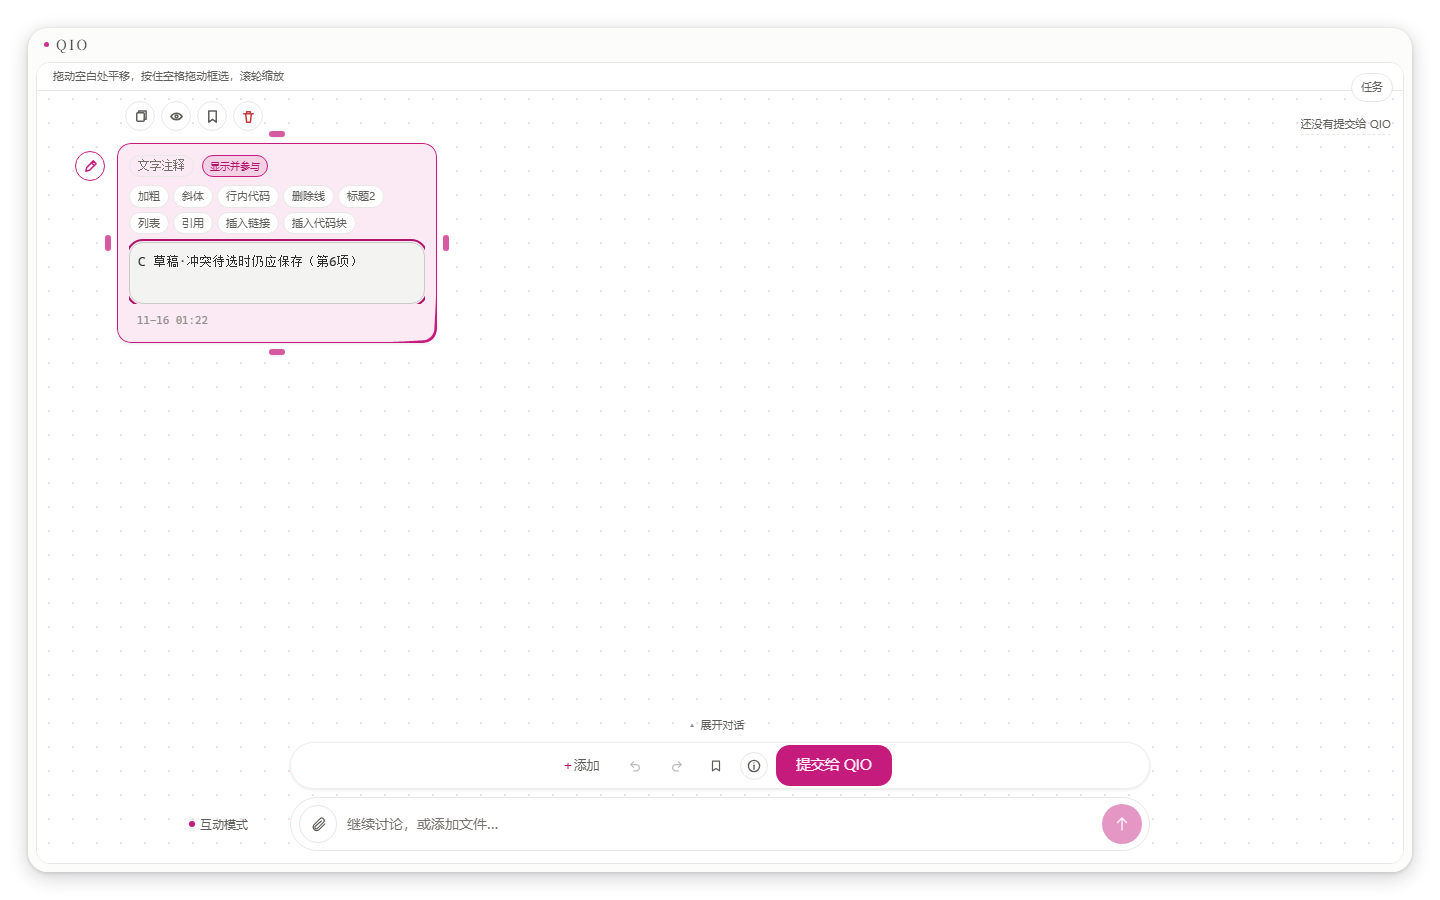 QIO
拖动空白处平移，按住空格拖动框选，滚轮缩放
任务
还没有提交给 QIO
文字注释 显示并参与
加粗 斜体 行内代码 删除线 标题2
列表 引用 插入链接 插入代码块
C 草稿·冲突待选时仍应保存（第6项）
11-16 01:22
展开对话
+添加 提交给 QIO
互动模式 继续讨论，或添加文件...